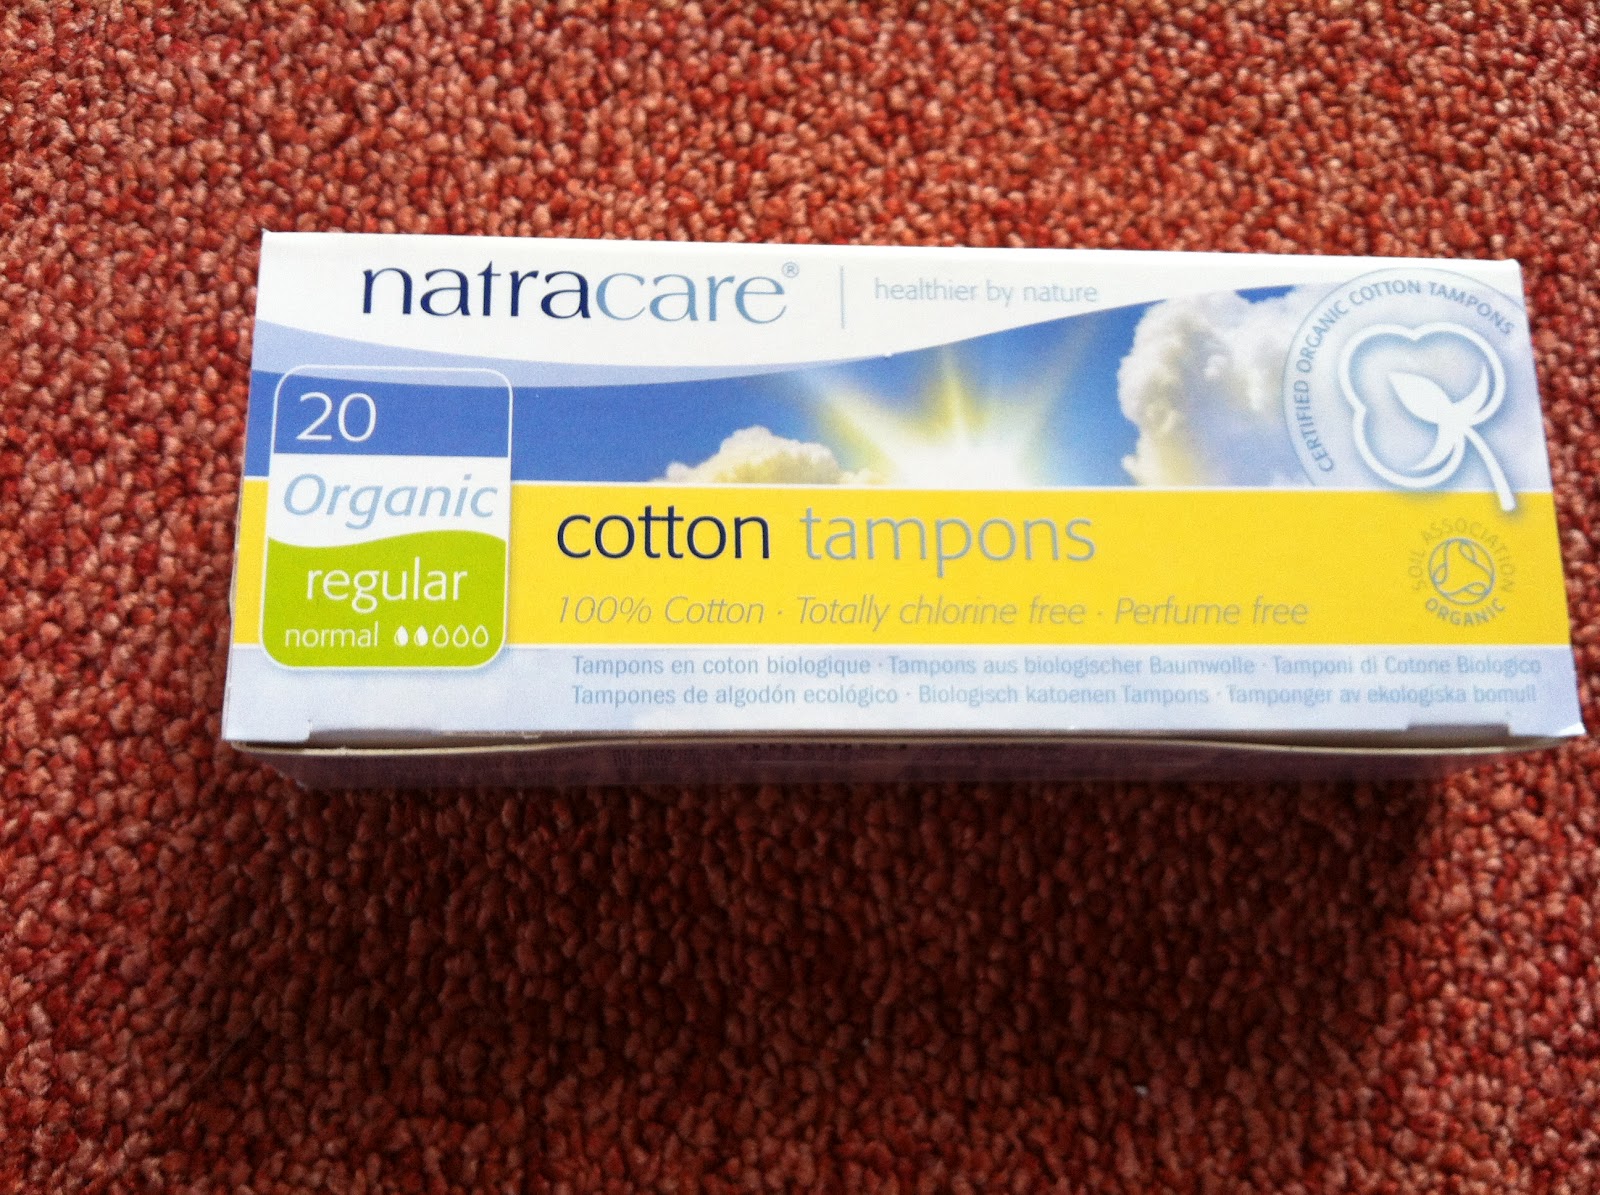 natracare® healthier by nature
CERTIFIED ORGANIC COTTON TAMPONS
20
Organic
regular
normal
cotton tampons
100% Cotton · Totally chlorine free · Perfume free
SOIL ASSOCIATION
ORGANIC
Tampons en coton biologique · Tampons aus biologischer Baumwolle · Tamponi di Cotone Biologico
Tampones de algodón ecológico · Biologisch katoenen Tampons · Tamponger av ekologiska bomull